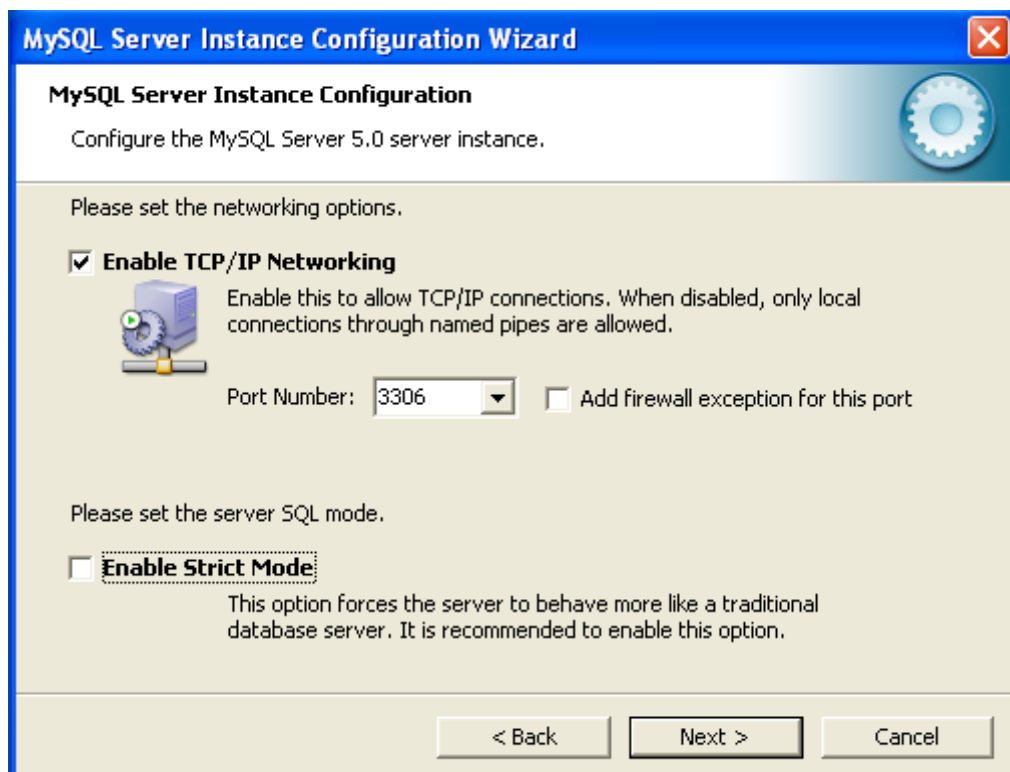 MySQL Server Instance Configuration Wizard
MySQL Server Instance Configuration
Configure the MySQL Server 5.0 server instance.
Please set the networking options.
Enable TCP/IP Networking
Enable this to allow TCP/IP connections. When disabled, only local
connections through named pipes are allowed.
Port Number: 3306 Add firewall exception for this port
Please set the server SQL mode.
Enable Strict Mode
This option forces the server to behave more like a traditional
database server. It is recommended to enable this option.
< Back Next > Cancel